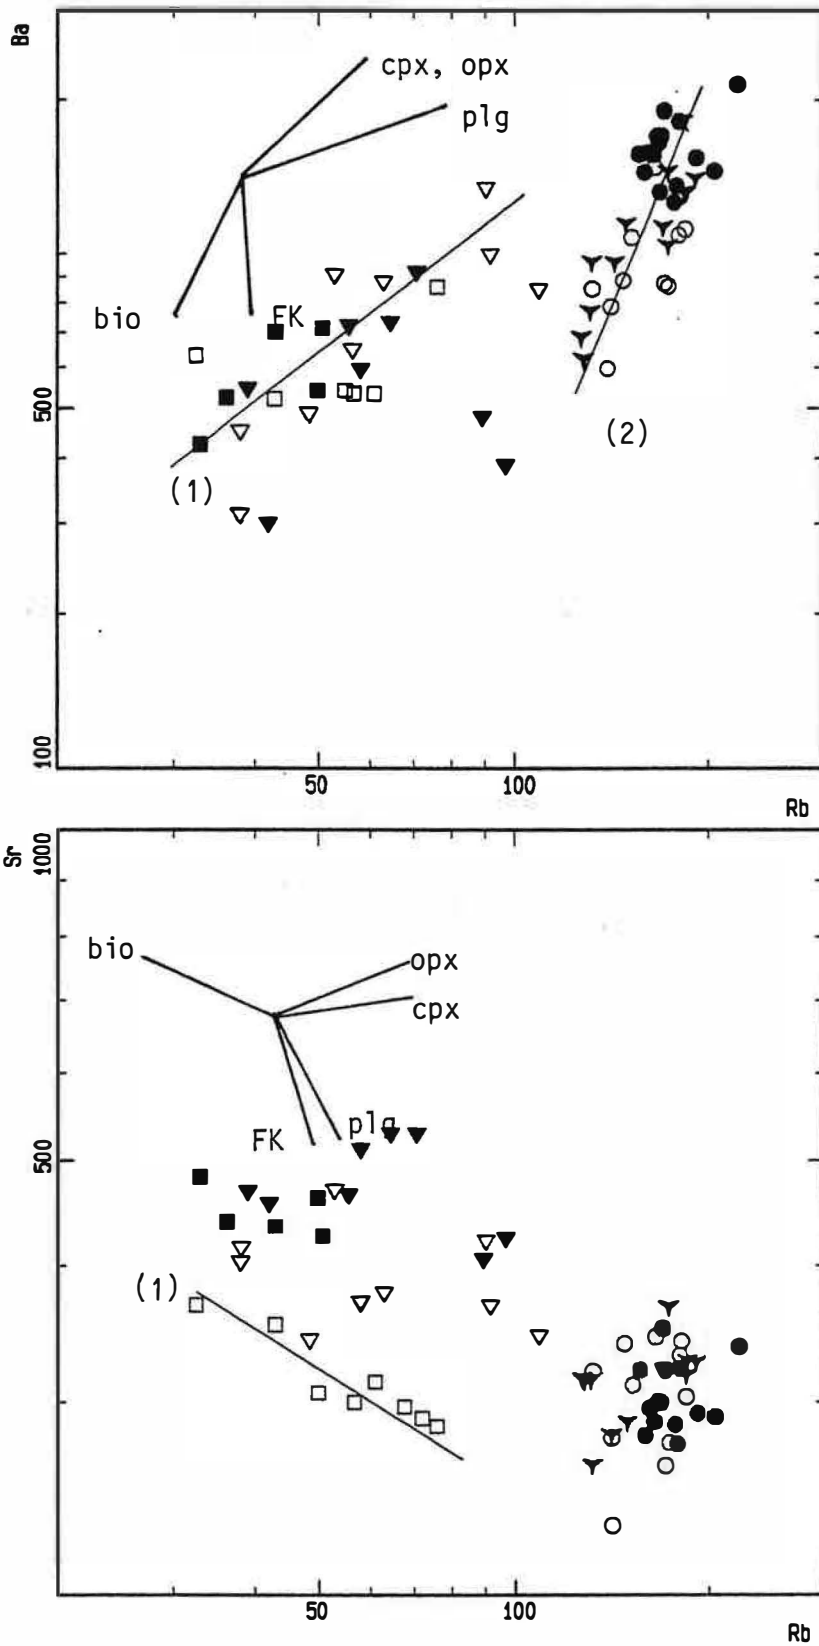 Ba
cpx, opx
plg
bio
FK
500
(2)
(1)
100
50
100
Rb
Sr
1000
bio
opx
cpx
FK
plg
500
(1)
50
100
Rb